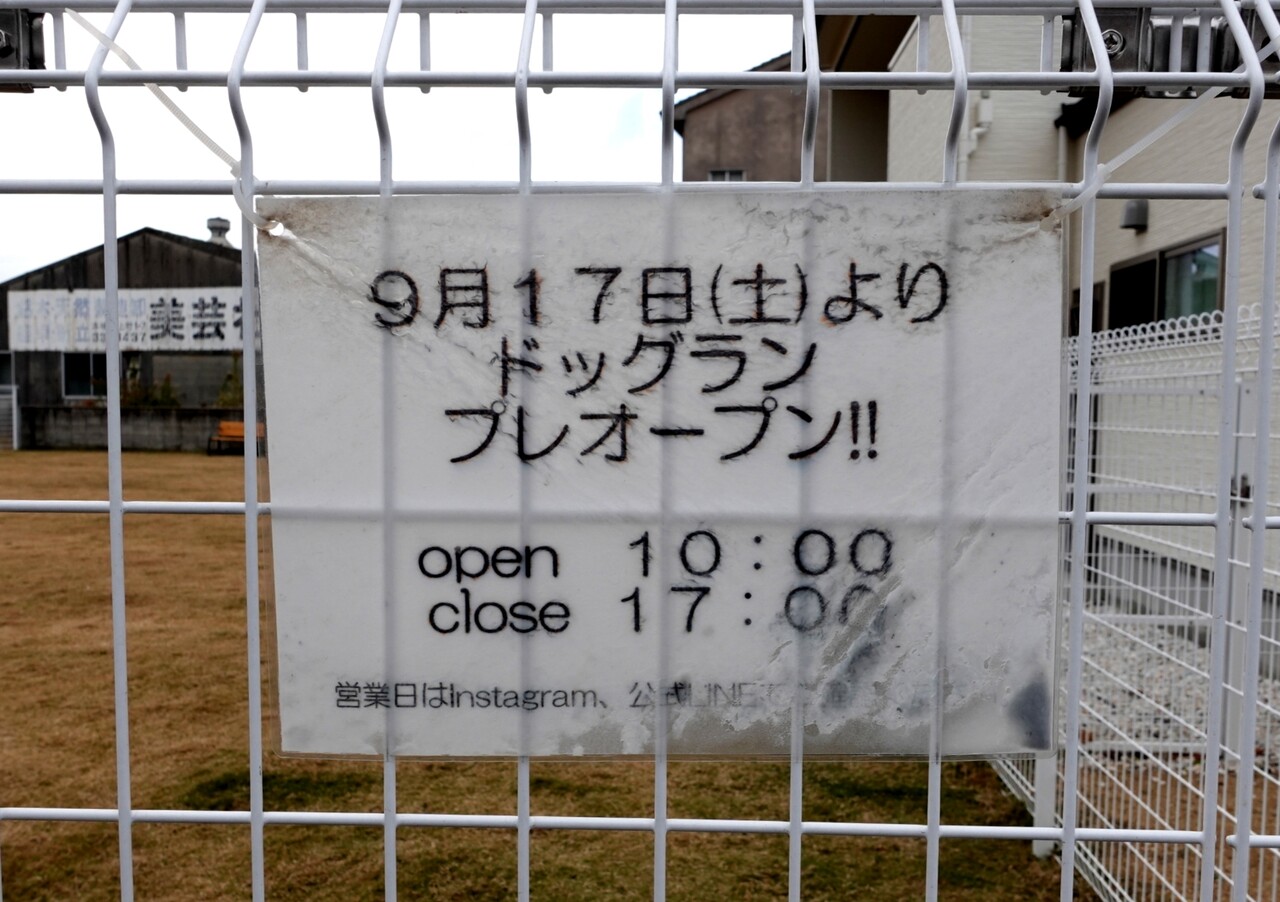 9月17日(土)より
ドッグラン
プレオープン!!
open 10:00
close 17:00
営業日はInstagram、公式LINE
美芸